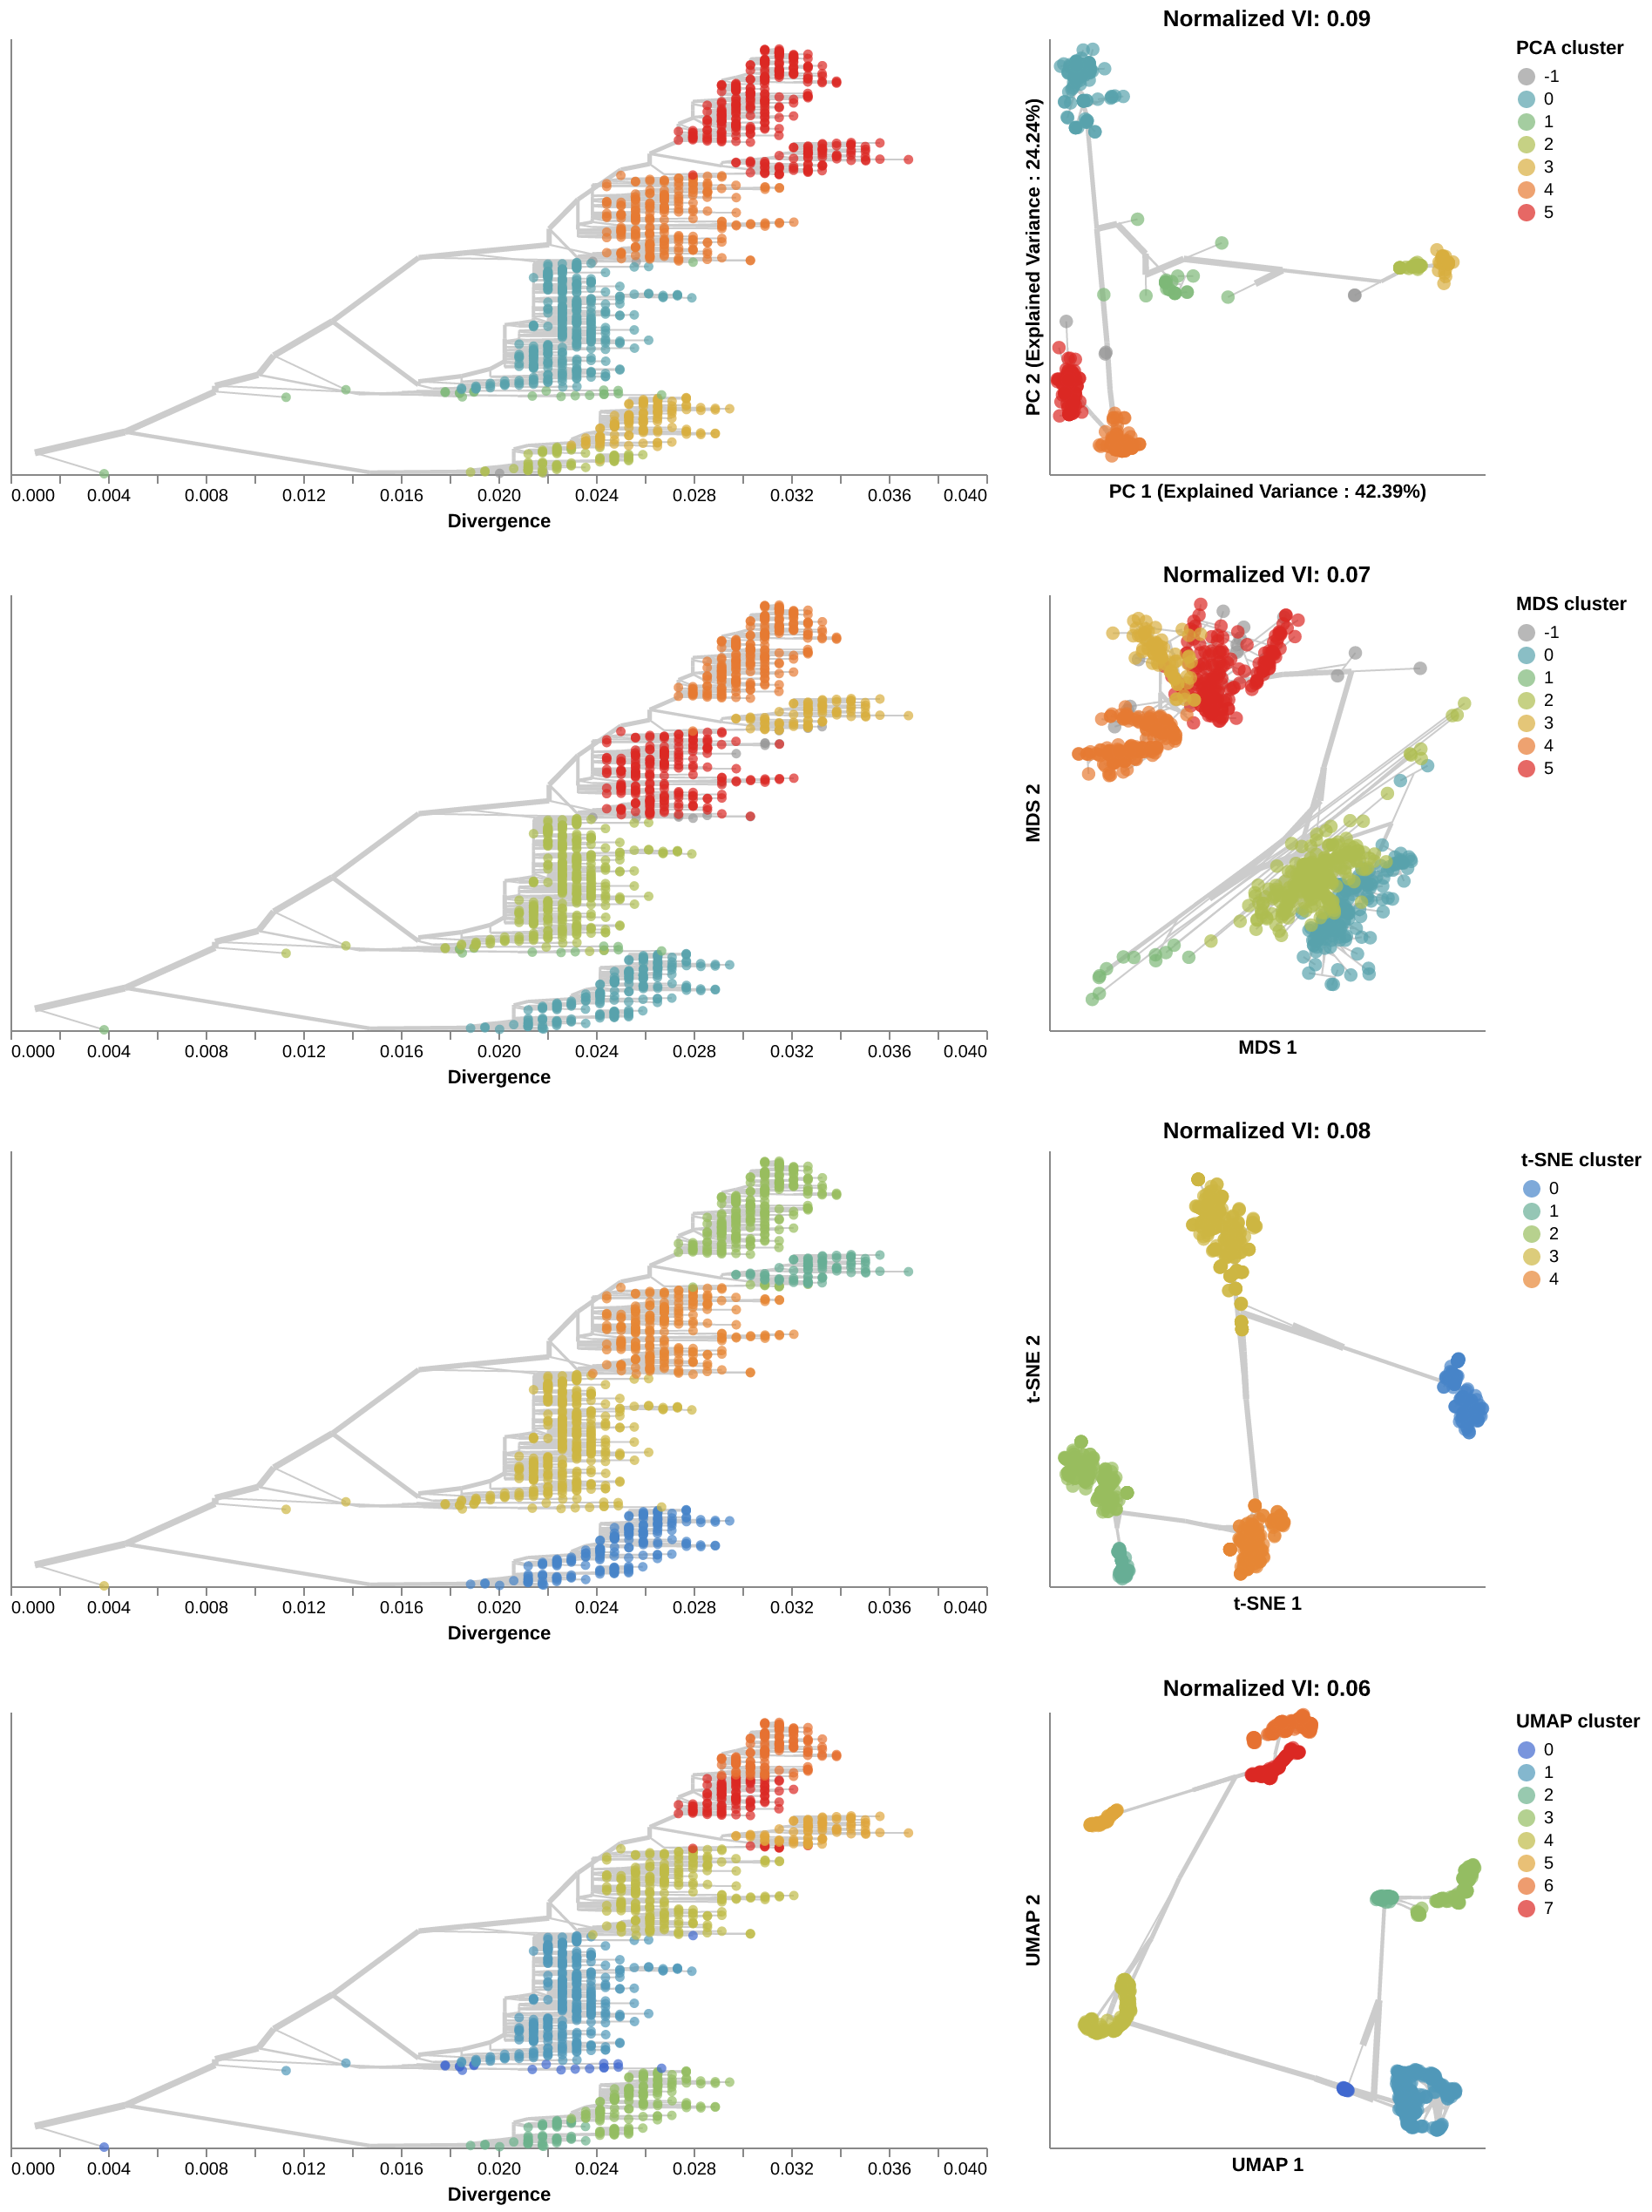 Normalized VI: 0.09
PCA cluster
-1
0
1
2
3
4
5
PC 2 (Explained Variance : 24.24%)
0.000 0.004 0.008 0.012 0.016 0.020 0.024 0.028 0.032 0.036 0.040
Divergence
PC 1 (Explained Variance : 42.39%)
Normalized VI: 0.07
MDS cluster
-1
0
1
2
3
4
5
MDS 2
0.000 0.004 0.008 0.012 0.016 0.020 0.024 0.028 0.032 0.036 0.040
Divergence
MDS 1
Normalized VI: 0.08
t-SNE cluster
0
1
2
3
4
t-SNE 2
0.000 0.004 0.008 0.012 0.016 0.020 0.024 0.028 0.032 0.036 0.040
Divergence
t-SNE 1
Normalized VI: 0.06
UMAP cluster
0
1
2
3
4
5
6
7
UMAP 2
0.000 0.004 0.008 0.012 0.016 0.020 0.024 0.028 0.032 0.036 0.040
Divergence
UMAP 1